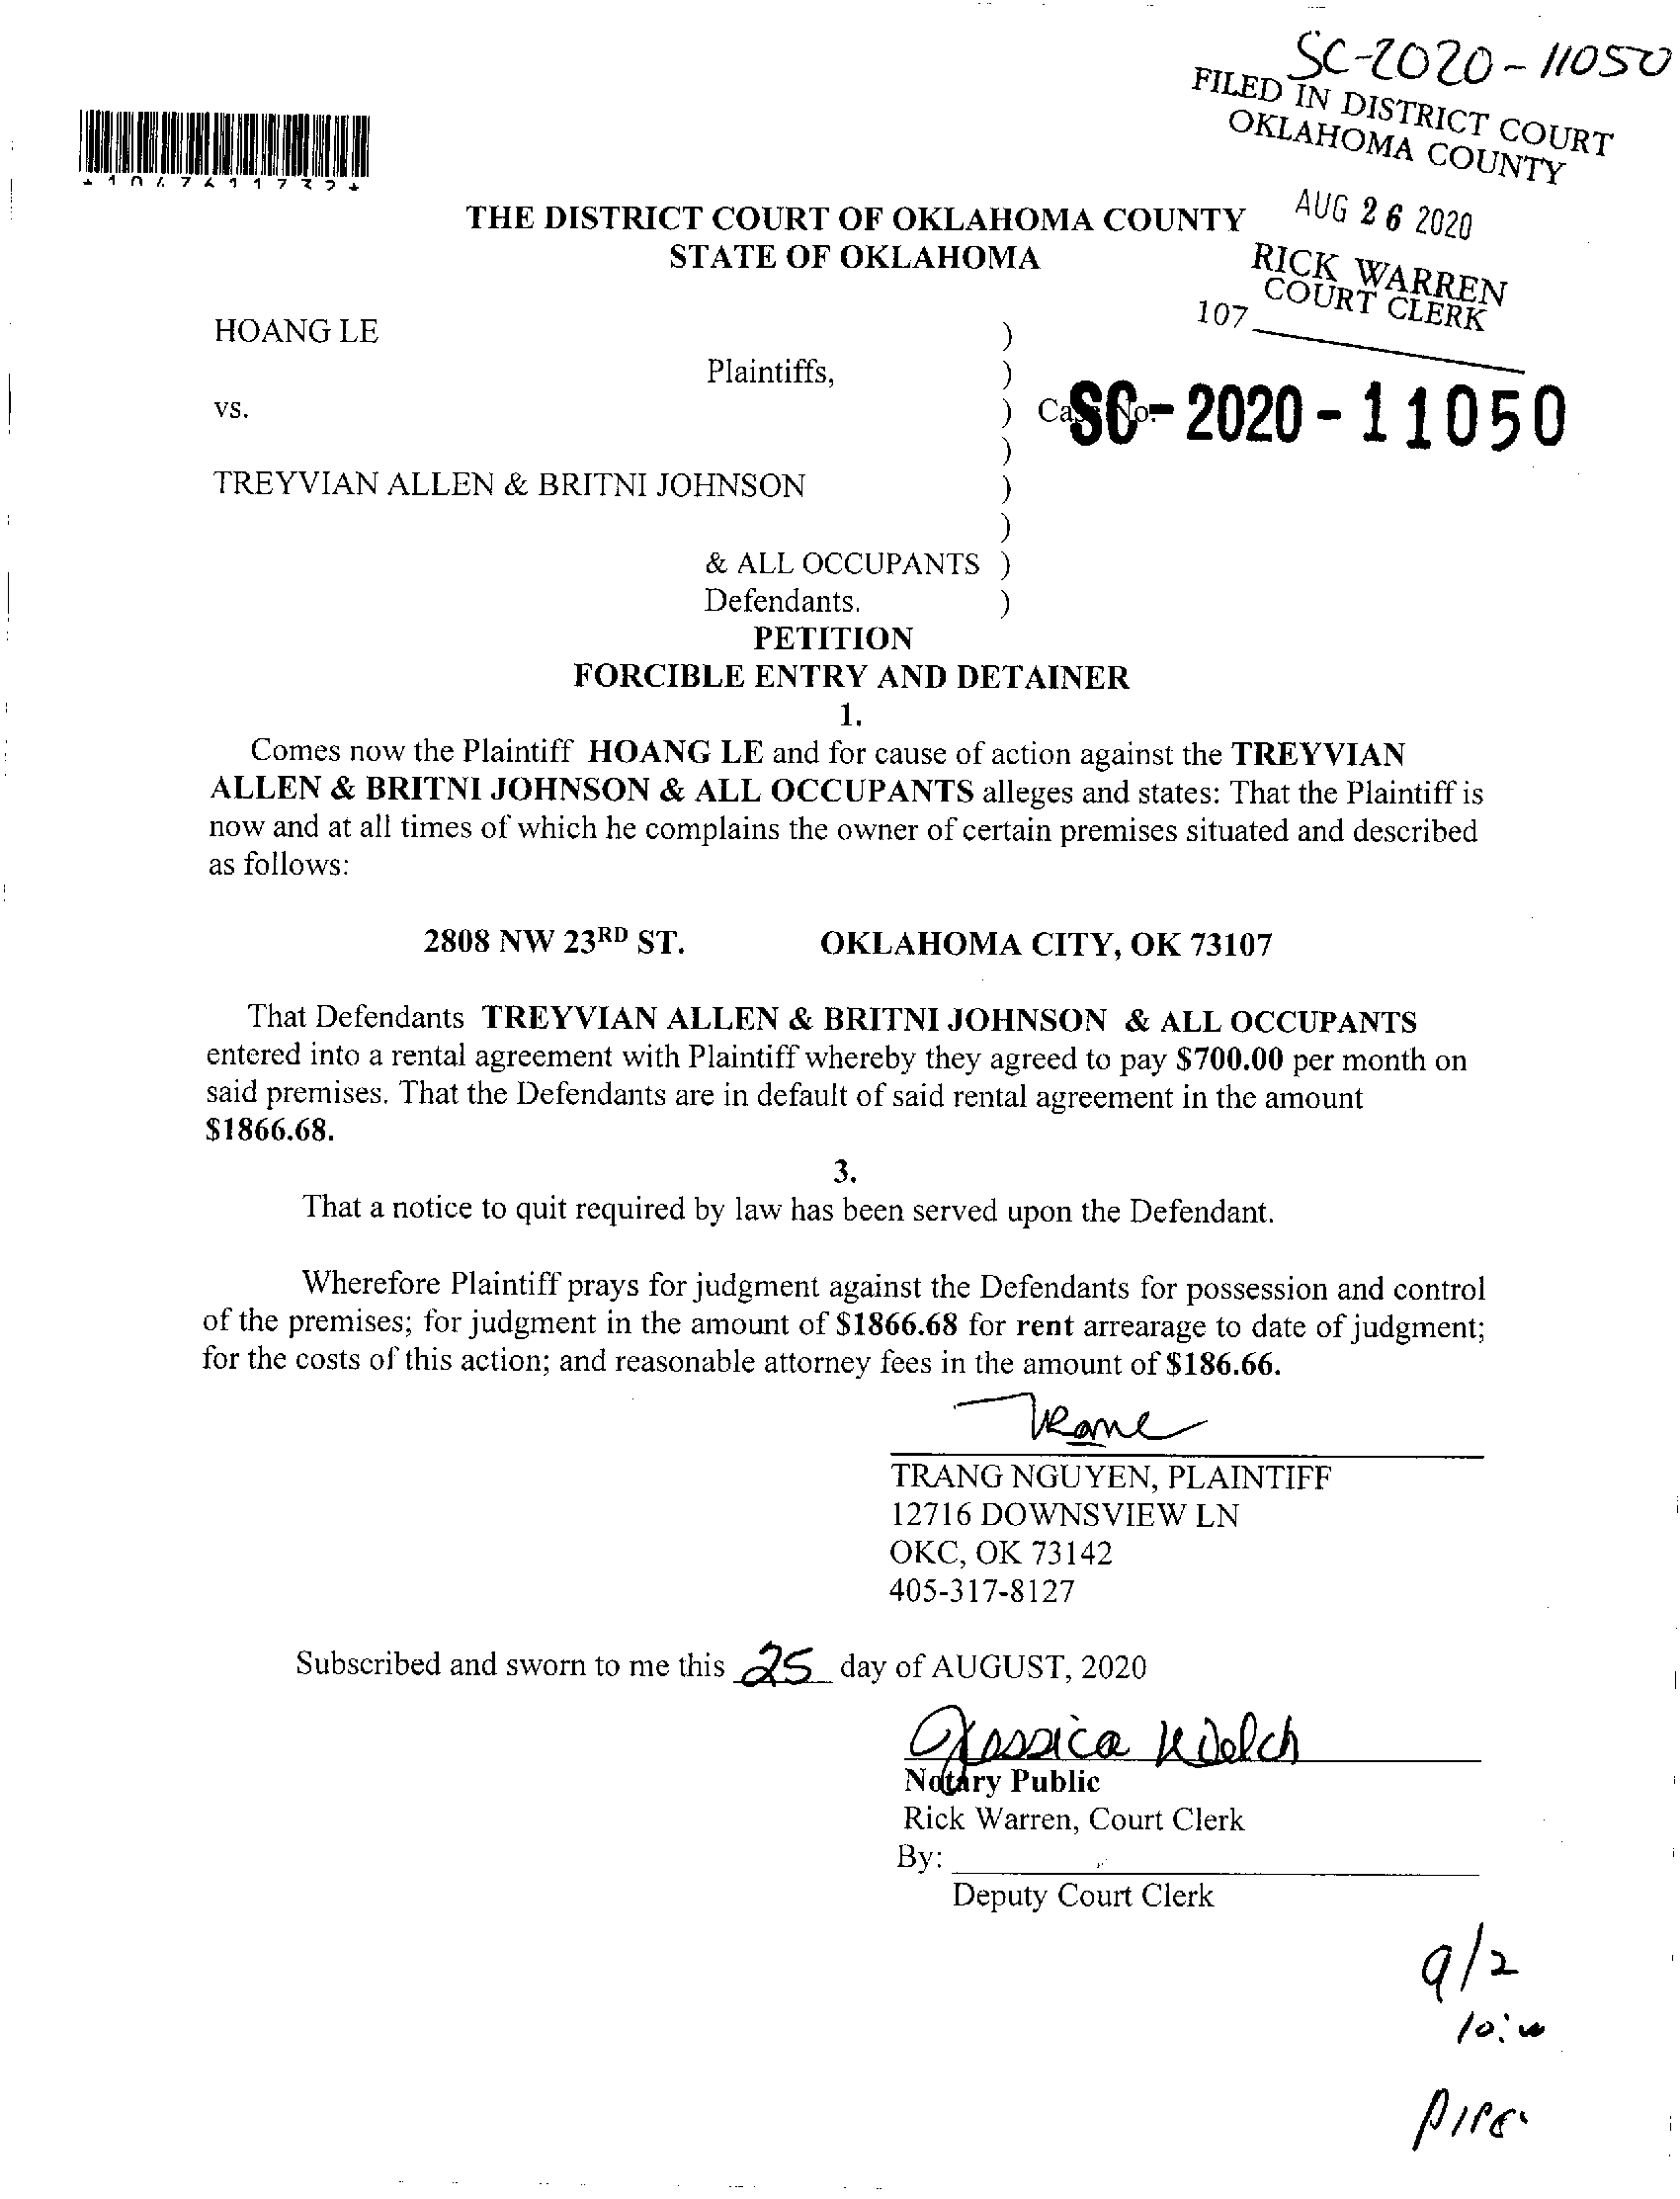 SC-2020-11050
FILED IN DISTRICT COURT
OKLAHOMA COUNTY
AUG 26 2020
RICK WARREN
COURT CLERK
107
THE DISTRICT COURT OF OKLAHOMA COUNTY
STATE OF OKLAHOMA
HOANG LE )
Plaintiffs, )
vs. ) Case No. SC-2020-11050
)
TREYVIAN ALLEN & BRITNI JOHNSON )
)
& ALL OCCUPANTS )
Defendants. )
PETITION
FORCIBLE ENTRY AND DETAINER
1.
Comes now the Plaintiff HOANG LE and for cause of action against the TREYVIAN
ALLEN & BRITNI JOHNSON & ALL OCCUPANTS alleges and states: That the Plaintiff is
now and at all times of which he complains the owner of certain premises situated and described
as follows:
2808 NW 23RD ST. OKLAHOMA CITY, OK 73107
That Defendants TREYVIAN ALLEN & BRITNI JOHNSON & ALL OCCUPANTS
entered into a rental agreement with Plaintiff whereby they agreed to pay $700.00 per month on
said premises. That the Defendants are in default of said rental agreement in the amount
$1866.68.
3.
That a notice to quit required by law has been served upon the Defendant.
Wherefore Plaintiff prays for judgment against the Defendants for possession and control
of the premises; for judgment in the amount of $1866.68 for rent arrearage to date of judgment;
for the costs of this action; and reasonable attorney fees in the amount of $186.66.
TRANG NGUYEN, PLAINTIFF
12716 DOWNSVIEW LN
OKC, OK 73142
405-317-8127
Subscribed and sworn to me this 25 day of AUGUST, 2020
Jessica Welch
Notary Public
Rick Warren, Court Clerk
By:
Deputy Court Clerk
9/2